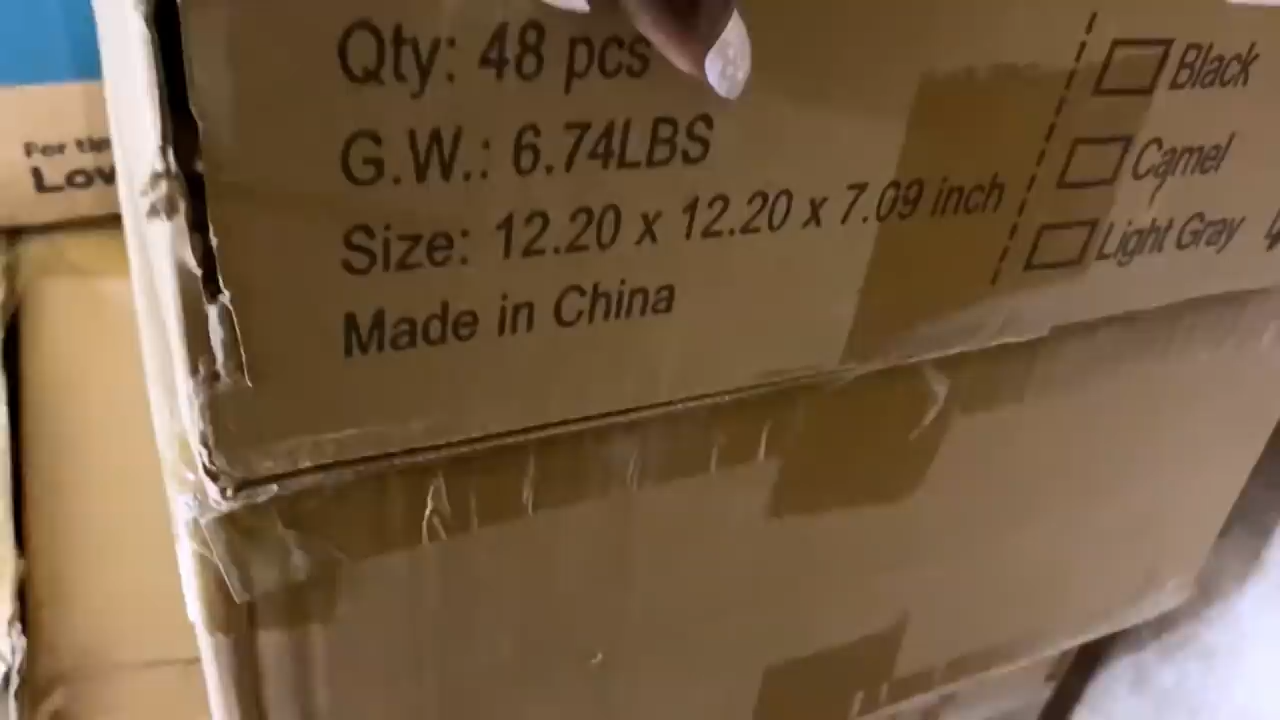 Qty: 48 pcs
G.W.: 6.74LBS
Size: 12.20 x 12.20 x 7.09 inch
Made in China
Black
Camel
Light Gray
For